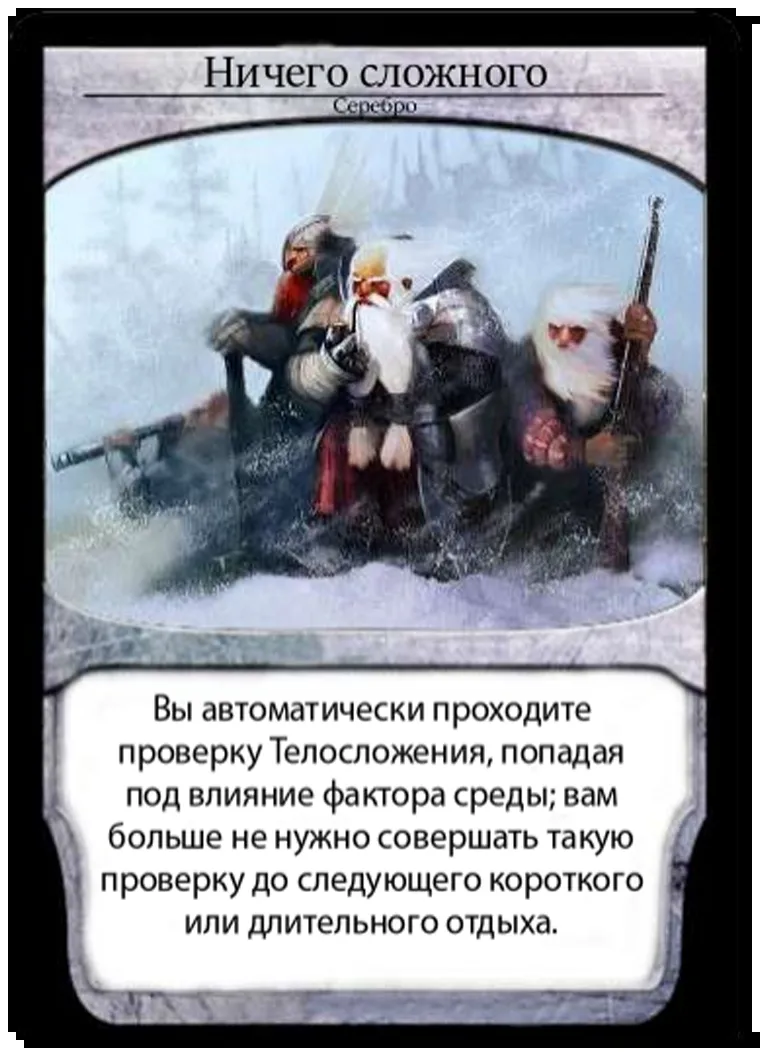 Ничего сложного
Серебро
Вы автоматически проходите
проверку Телосложения, попадая
под влияние фактора среды; вам
больше не нужно совершать такую
проверку до следующего короткого
или длительного отдыха.